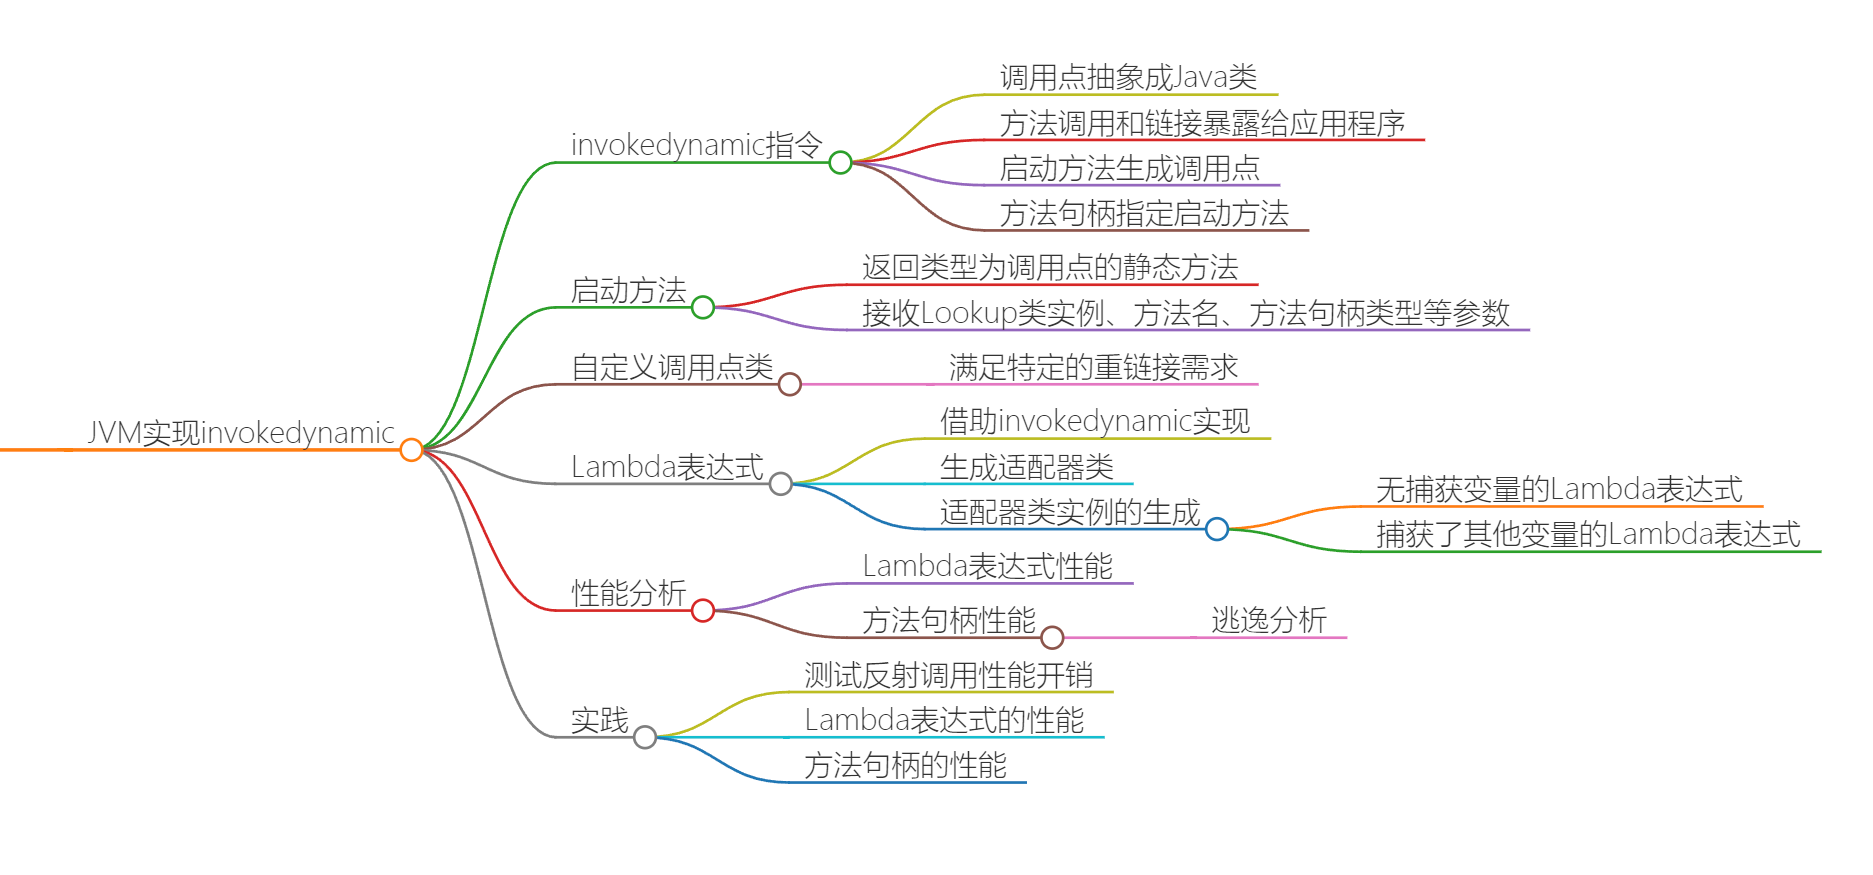 JVM实现invokedynamic
invokedynamic指令
调用点抽象成Java类
方法调用和链接暴露给应用程序
启动方法生成调用点
方法句柄指定启动方法
启动方法
返回类型为调用点的静态方法
接收Lookup类实例、方法名、方法句柄类型等参数
自定义调用点类
满足特定的重链接需求
Lambda表达式
借助invokedynamic实现
生成适配器类
适配器类实例的生成
无捕获变量的Lambda表达式
捕获了其他变量的Lambda表达式
性能分析
Lambda表达式性能
方法句柄性能
逃逸分析
实践
测试反射调用性能开销
Lambda表达式的性能
方法句柄的性能